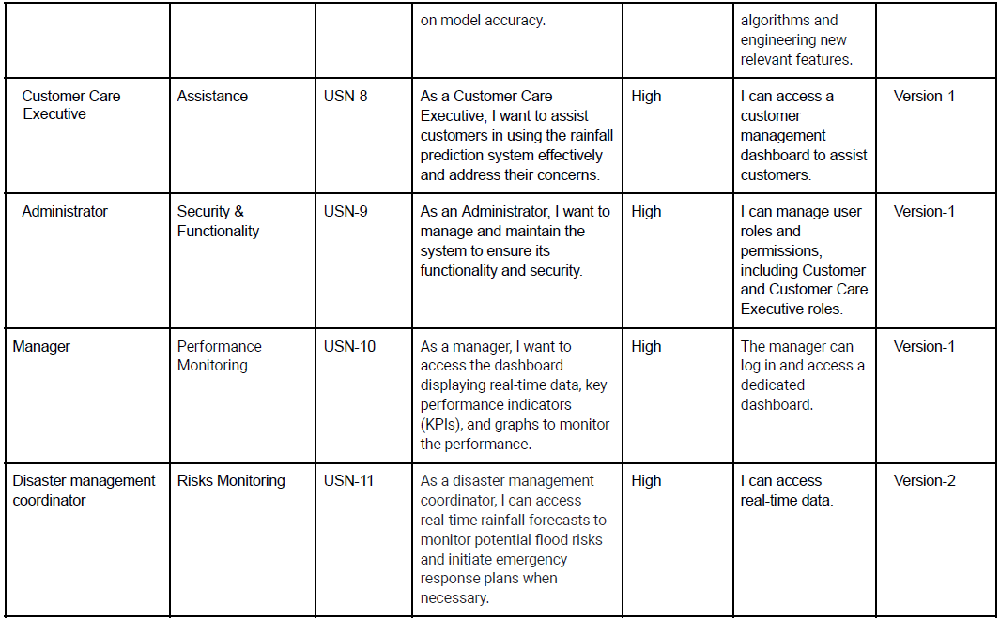 on model accuracy.
algorithms and
engineering new
relevant features.
Customer Care
Executive
Assistance
USN-8
As a Customer Care
Executive, I want to assist
customers in using the rainfall
prediction system effectively
and address their concerns.
High
I can access a
customer
management
dashboard to assist
customers.
Version-1
Administrator
Security &
Functionality
USN-9
As an Administrator, I want to
manage and maintain the
system to ensure its
functionality and security.
High
I can manage user
roles and
permissions,
including Customer
and Customer Care
Executive roles.
Version-1
Manager
Performance
Monitoring
USN-10
As a manager, I want to
access the dashboard
displaying real-time data, key
performance indicators
(KPIs), and graphs to monitor
the performance.
High
The manager can
log in and access a
dedicated
dashboard.
Version-1
Disaster management
coordinator
Risks Monitoring
USN-11
As a disaster management
coordinator, I can access
real-time rainfall forecasts to
monitor potential flood risks
and initiate emergency
response plans when
necessary.
High
I can access
real-time data.
Version-2